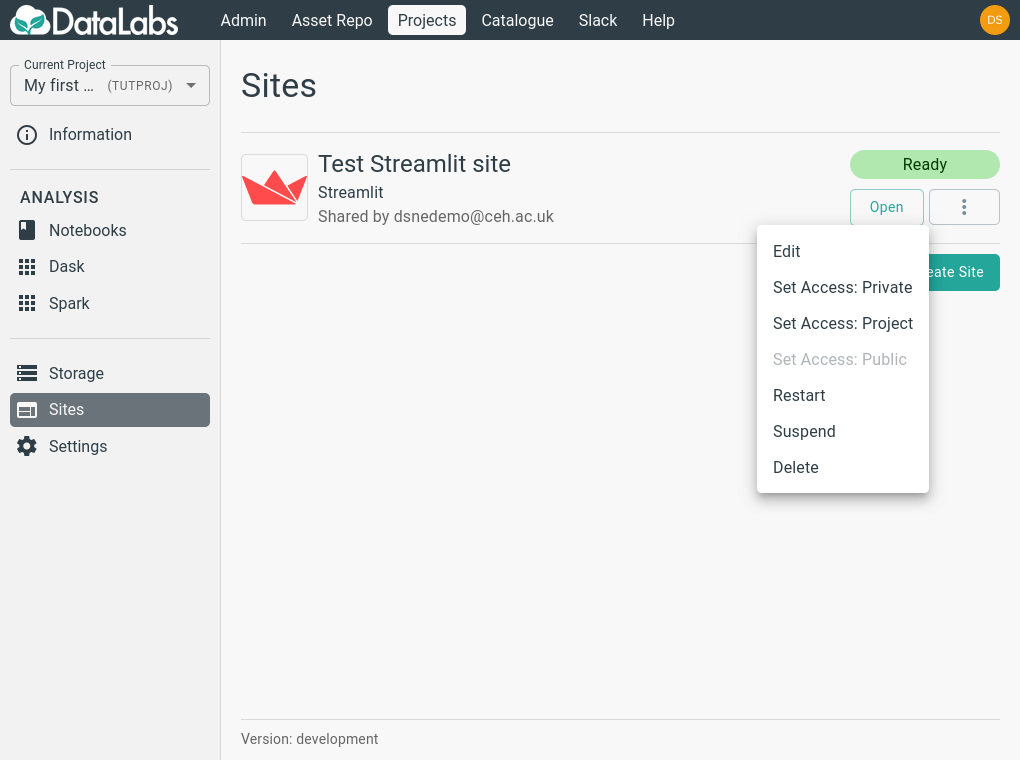 DataLabs Admin Asset Repo Projects Catalogue Slack Help DS
Current Project
My first ... (TUTPROJ)
Information
ANALYSIS
Notebooks
Dask
Spark
Storage
Sites
Settings
Sites
Test Streamlit site
Streamlit
Shared by dsnedemo@ceh.ac.uk
Ready
Open
eate Site
Edit
Set Access: Private
Set Access: Project
Set Access: Public
Restart
Suspend
Delete
Version: development